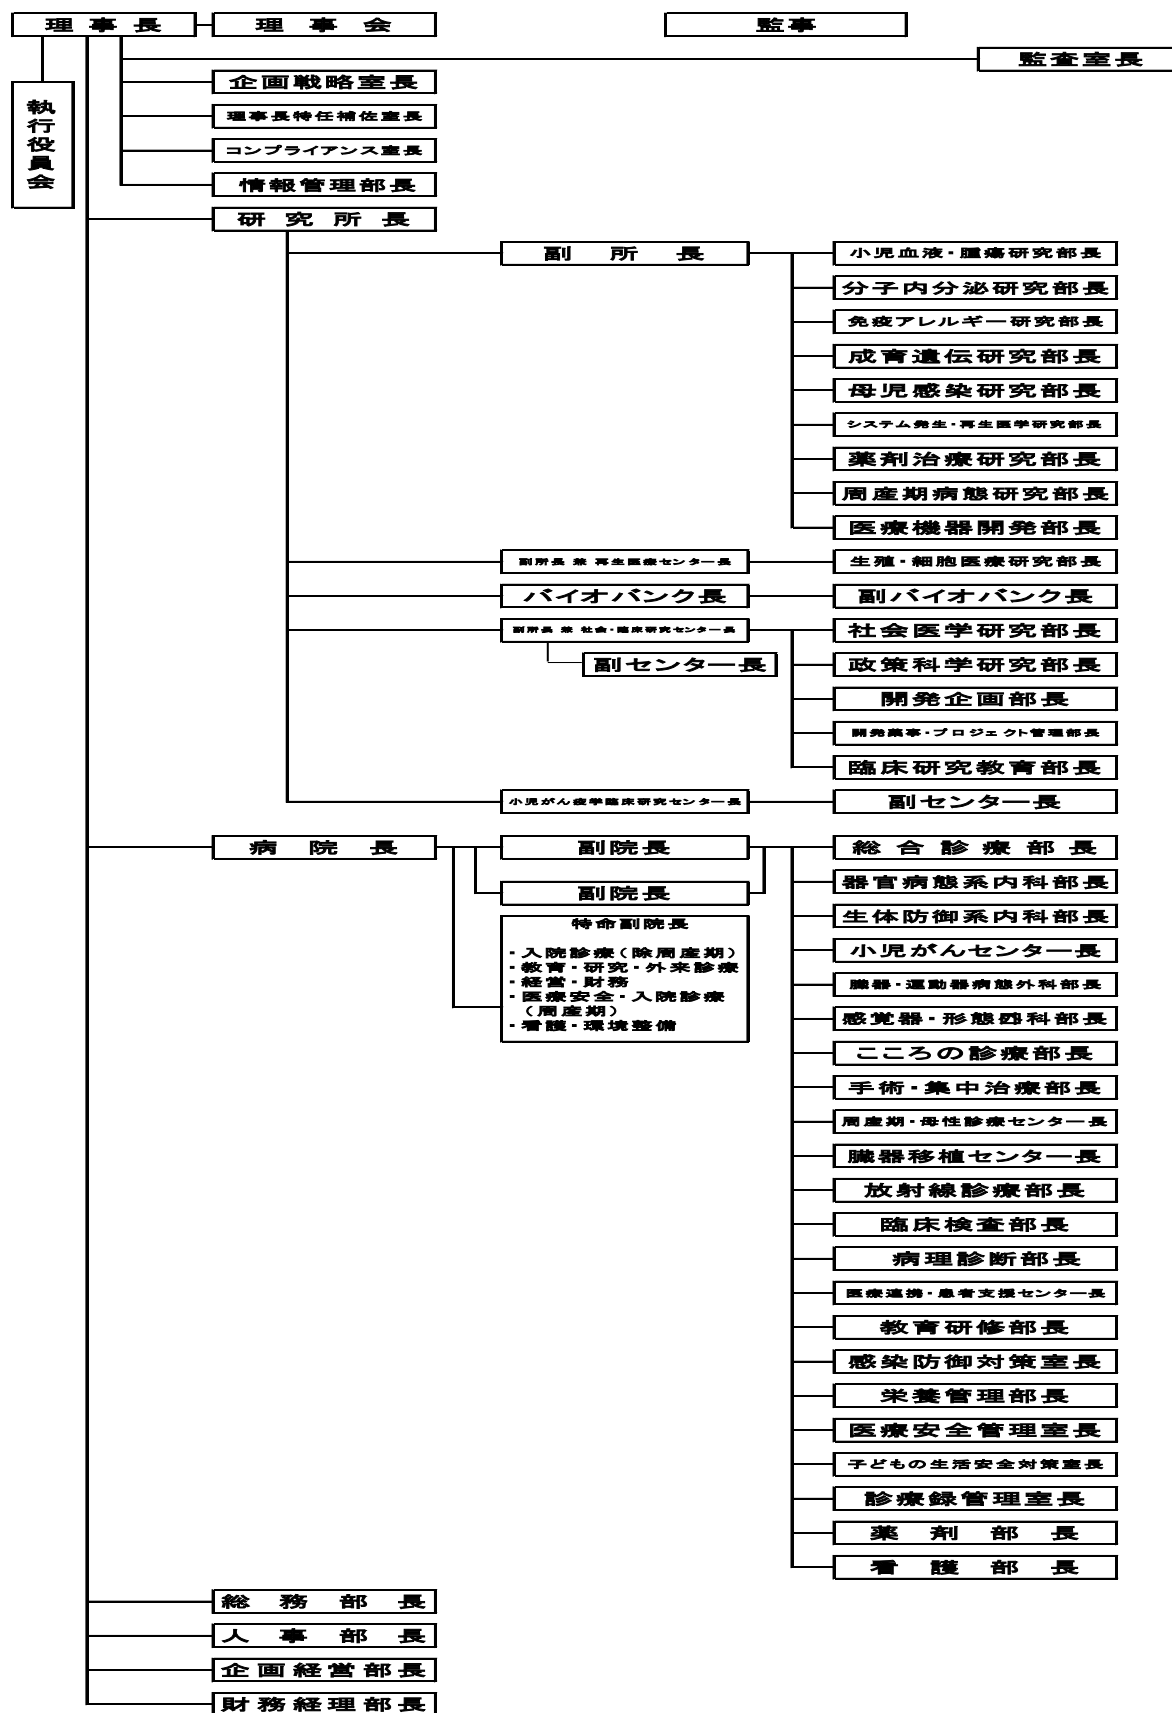 理事長
理事会
監事
監査室長
執行役員会
企画戦略室長
理事長特任補佐室長
コンプライアンス室長
情報管理部長
研究所長
副所長
小児血液・腫瘍研究部長
分子内分泌研究部長
免疫アレルギー研究部長
成育遺伝研究部長
母児感染研究部長
システム発生・再生医学研究部長
薬剤治療研究部長
周産期病態研究部長
医療機器開発部長
副所長 兼 再生医療センター長
生殖・細胞医療研究部長
バイオバンク長
副バイオバンク長
副所長 兼 社会・臨床研究センター長
社会医学研究部長
副センター長
政策科学研究部長
開発企画部長
開発薬事・プロジェクト管理部長
臨床研究教育部長
小児がん疫学臨床研究センター長
副センター長
病院長
副院長
総合診療部長
器官病態系内科部長
副院長
特命副院長
・入院診療(除周産期)
・教育・研究・外来診療
・経営・財務
・医療安全・入院診療
(周産期)
・看護・環境整備
生体防御系内科部長
小児がんセンター長
臓器・運動器病態外科部長
感覚器・形態外科部長
こころの診療部長
手術・集中治療部長
周産期・母性診療センター長
臓器移植センター長
放射線診療部長
臨床検査部長
病理診断部長
医療連携・患者支援センター長
教育研修部長
感染防御対策室長
栄養管理部長
医療安全管理室長
子どもの生活安全対策室長
診療録管理室長
薬剤部長
看護部長
総務部長
人事部長
企画経営部長
財務経理部長